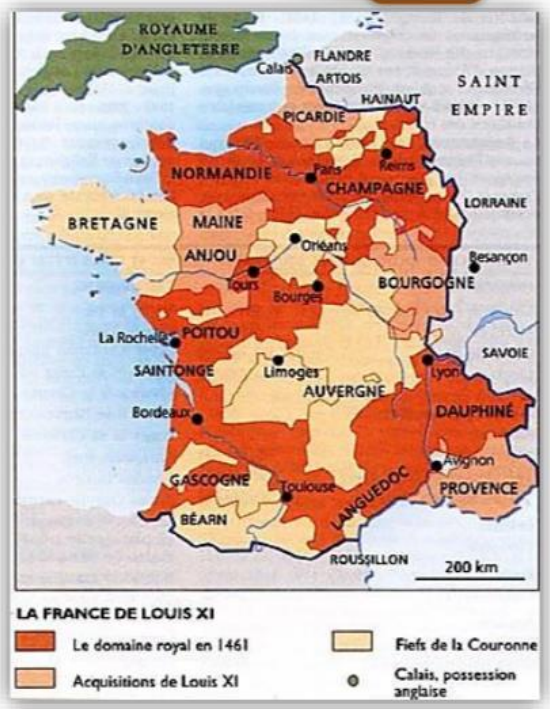 ROYAUME
D'ANGLETERRE
Calais
FLANDRE
ARTOIS
SAINT
EMPIRE
HAINAUT
PICARDIE
NORMANDIE
Paris
Reims
CHAMPAGNE
LORRAINE
BRETAGNE
MAINE
ANJOU
Orléans
Besançon
BOURGOGNE
Tours
Bourges
La Rochelle
POITOU
SAVOIE
SAINTONGE
Limoges
Lyon
AUVERGNE
Bordeaux
DAUPHINÉ
Avignon
GASCOGNE
Toulouse
PROVENCE
LANGUEDOC
BÉARN
ROUSSILLON
200 km
LA FRANCE DE LOUIS XI
Le domaine royal en 1461
Fiefs de la Couronne
Acquisitions de Louis XI
Calais, possession
anglaise